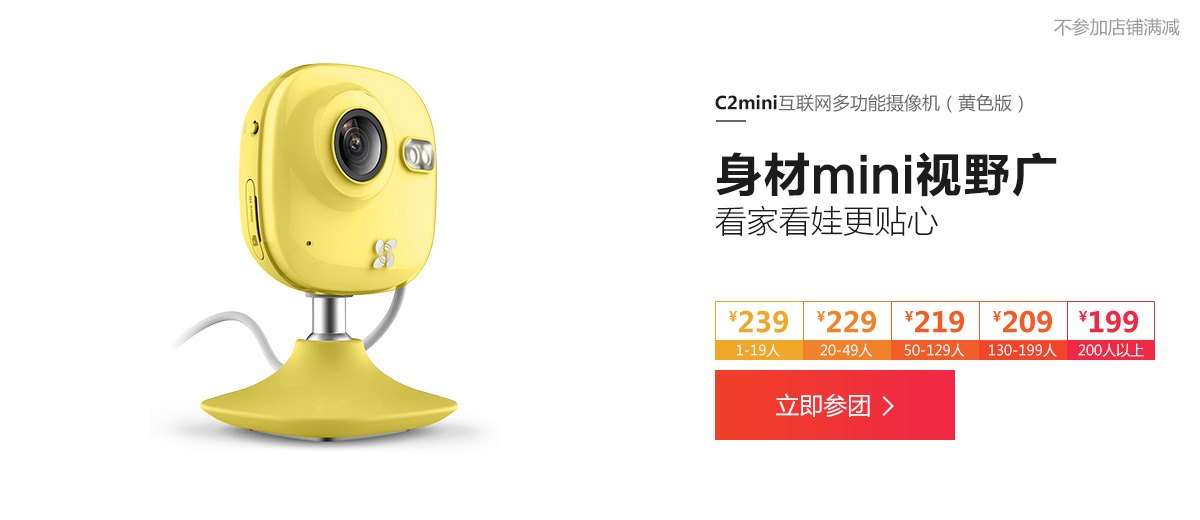 不参加店铺满减
C2mini互联网多功能摄像机（黄色版）
身材mini视野广
看家看娃更贴心
¥239 ¥229 ¥219 ¥209 ¥199
1-19人 20-49人 50-129人 130-199人 200人以上
立即参团 >